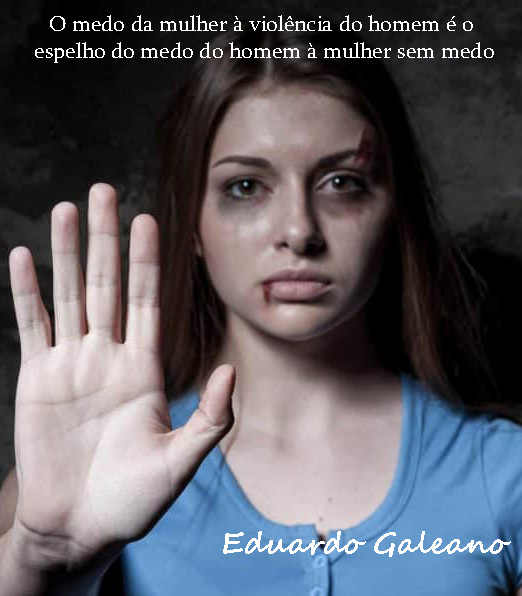 O medo da mulher à violência do homem é o
espelho do medo do homem à mulher sem medo
Eduardo Galeano